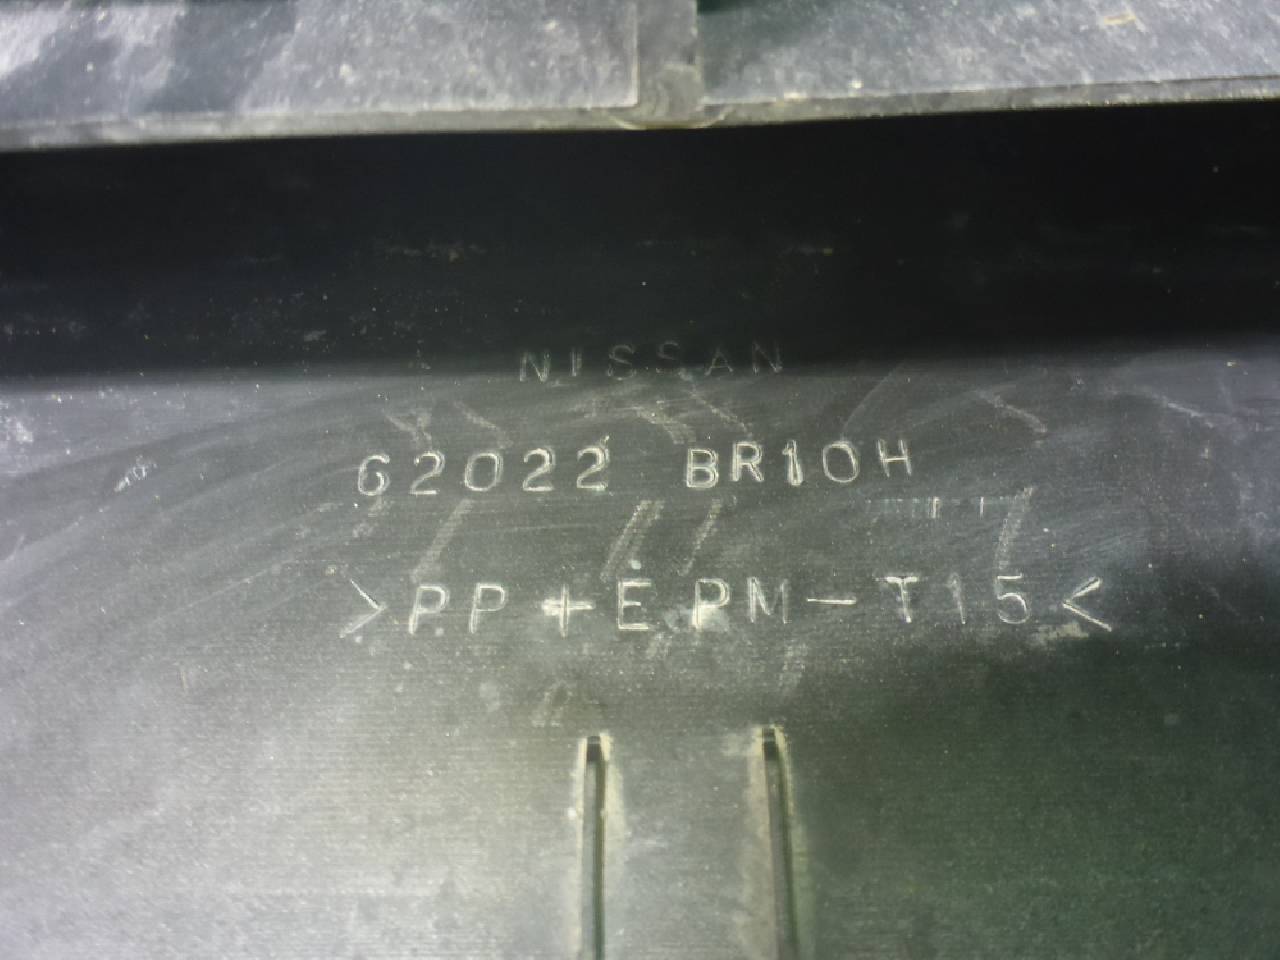 NISSAN
62022 BR10H
>PP+EPM-T15<